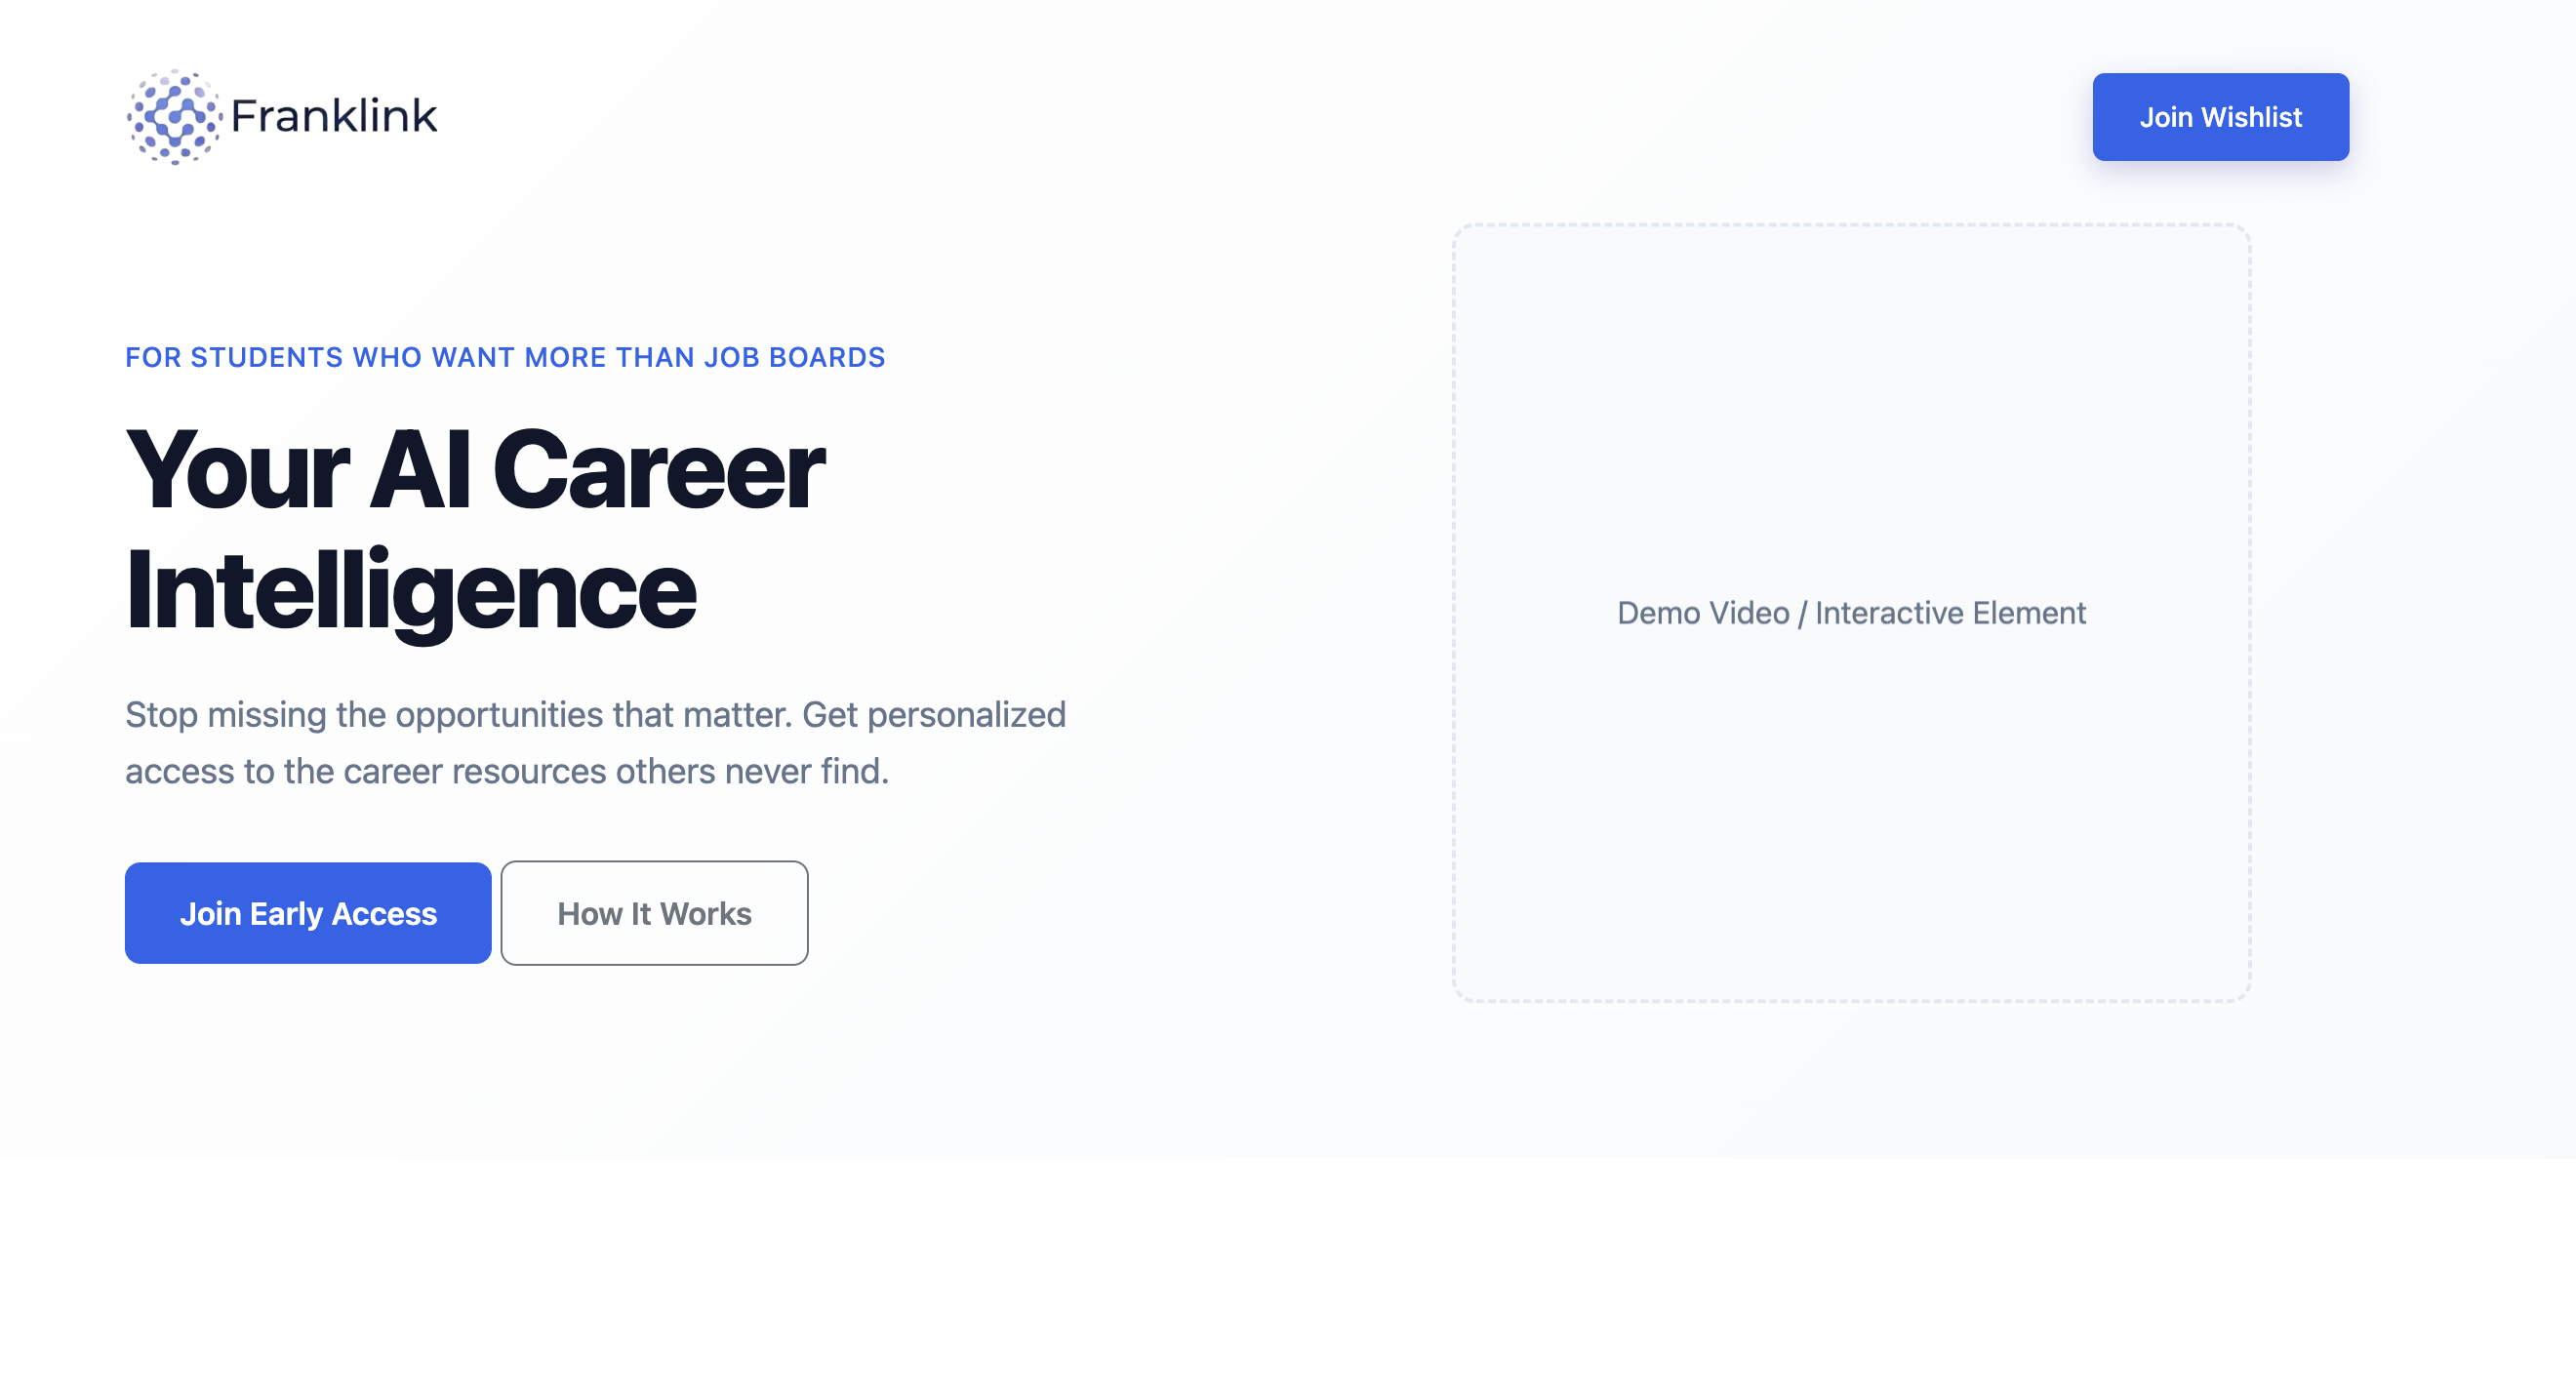 Franklink
Join Wishlist
FOR STUDENTS WHO WANT MORE THAN JOB BOARDS
Your AI Career
Intelligence
Stop missing the opportunities that matter. Get personalized
access to the career resources others never find.
Join Early Access
How It Works
Demo Video / Interactive Element